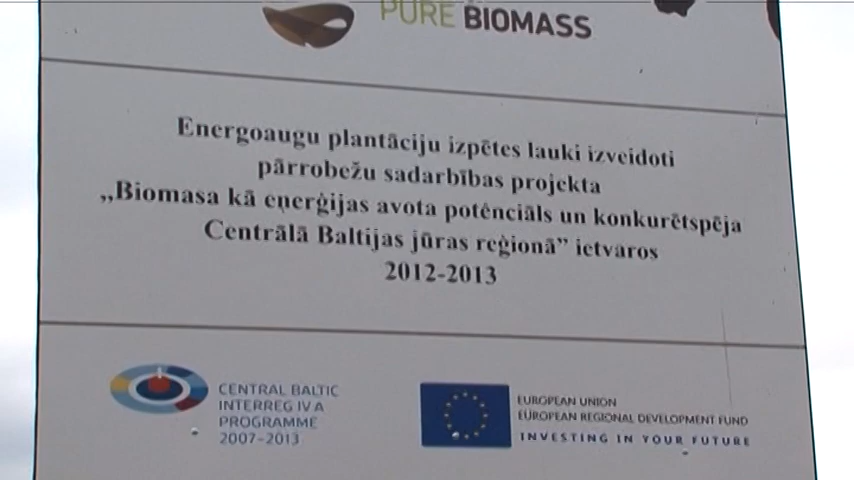 PURE BIOMASS
Energoaugu plantāciju izpētes lauki izveidoti
pārrobežu sadarbības projekta
„Biomasa kā enerģijas avota potenciāls un konkurētspēja
Centrālā Baltijas jūras reģionā” ietvaros
2012-2013
CENTRAL BALTIC
INTERREG IV A
PROGRAMME
2007-2013
EUROPEAN UNION
EUROPEAN REGIONAL DEVELOPMENT FUND
INVESTING IN YOUR FUTURE